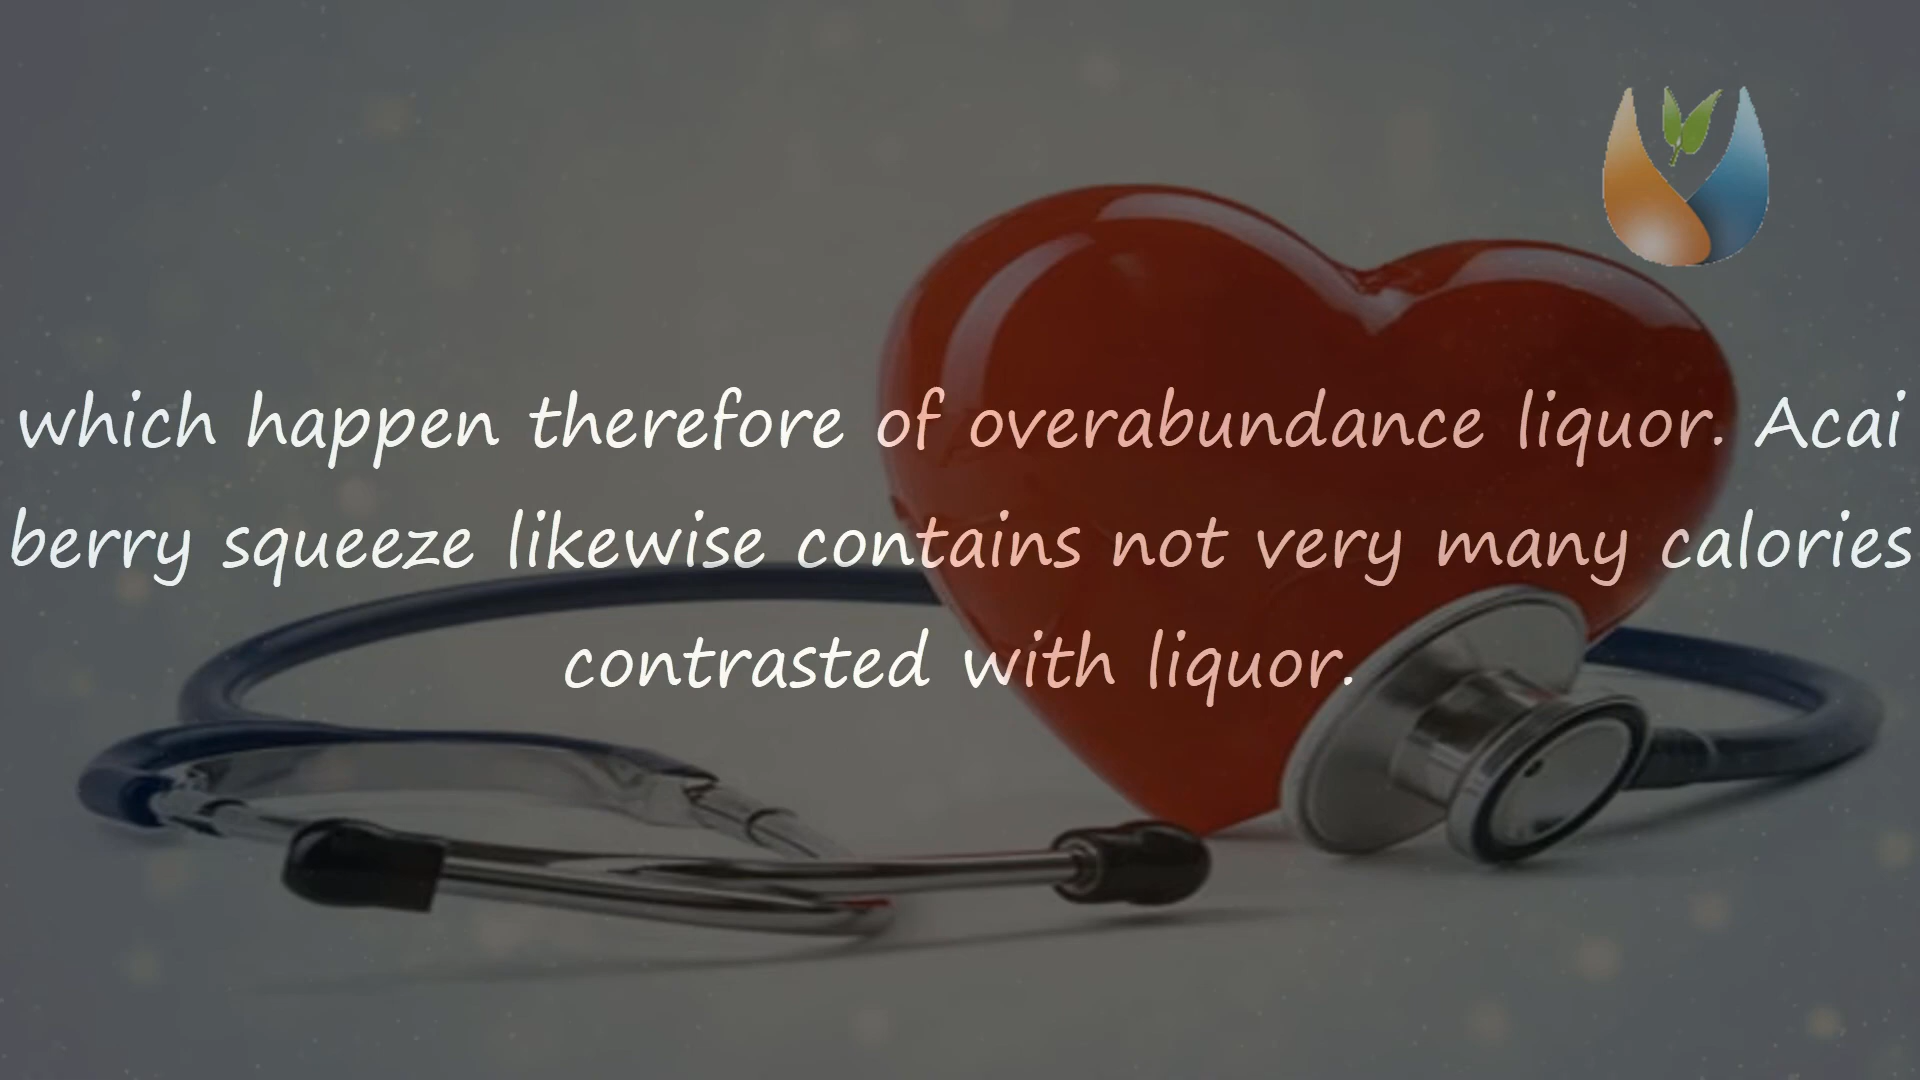 which happen therefore of overabundance liquor. Acai
berry squeeze likewise contains not very many calories
contrasted with liquor.